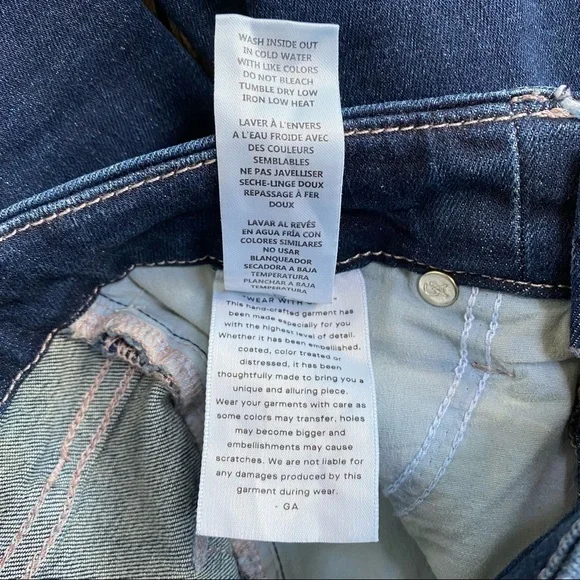 WASH INSIDE OUT
IN COLD WATER
WITH LIKE COLORS
DO NOT BLEACH
TUMBLE DRY LOW
IRON LOW HEAT
LAVER À L'ENVERS
A L'EAU FROIDE AVEC
DES COULEURS
SEMBLABLES
NE PAS JAVELLISER
SECHE-LINGE DOUX
REPASSAGE À FER
DOUX
LAVAR AL REVÉS
EN AGUA FRÍA CON
COLORES SIMILARES
NO USAR
BLANQUEADOR
SECADORA A BAJA
TEMPERATURA
PLANCHAR A BAJA
TEMPERATURA
"WEAR WITH
This hand-crafted garment has
been made especially for you
with the highest level of detail.
Whether it has been embellished,
coated, color treated or
distressed, it has been
thoughtfully made to bring you a
unique and alluring piece.
Wear your garments with care as
some colors may transfer, holes
may become bigger and
embellishments may cause
scratches. We are not liable for
any damages produced by this
garment during wear.
- GA